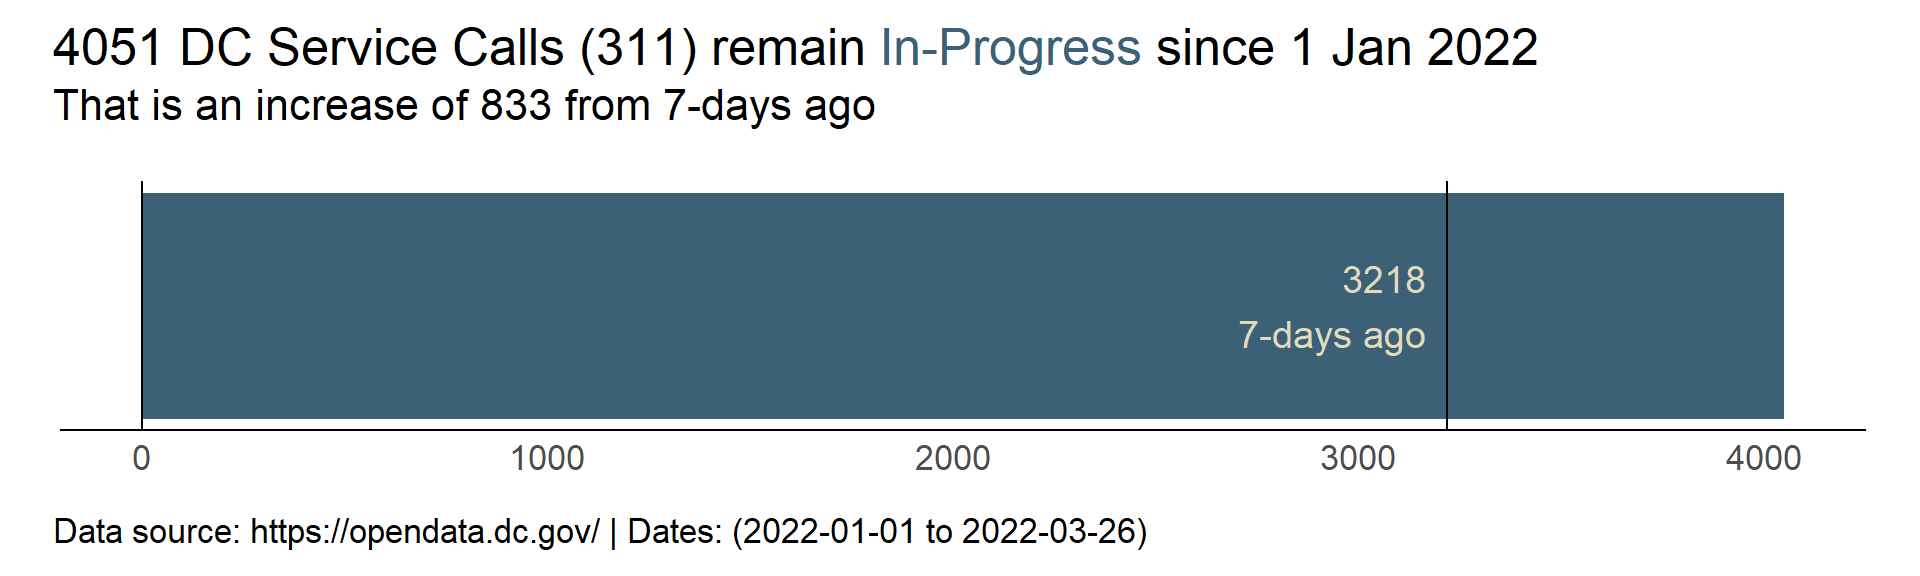 4051 DC Service Calls (311) remain In-Progress since 1 Jan 2022
That is an increase of 833 from 7-days ago
3218
7-days ago
0 1000 2000 3000 4000
Data source: https://opendata.dc.gov/ | Dates: (2022-01-01 to 2022-03-26)